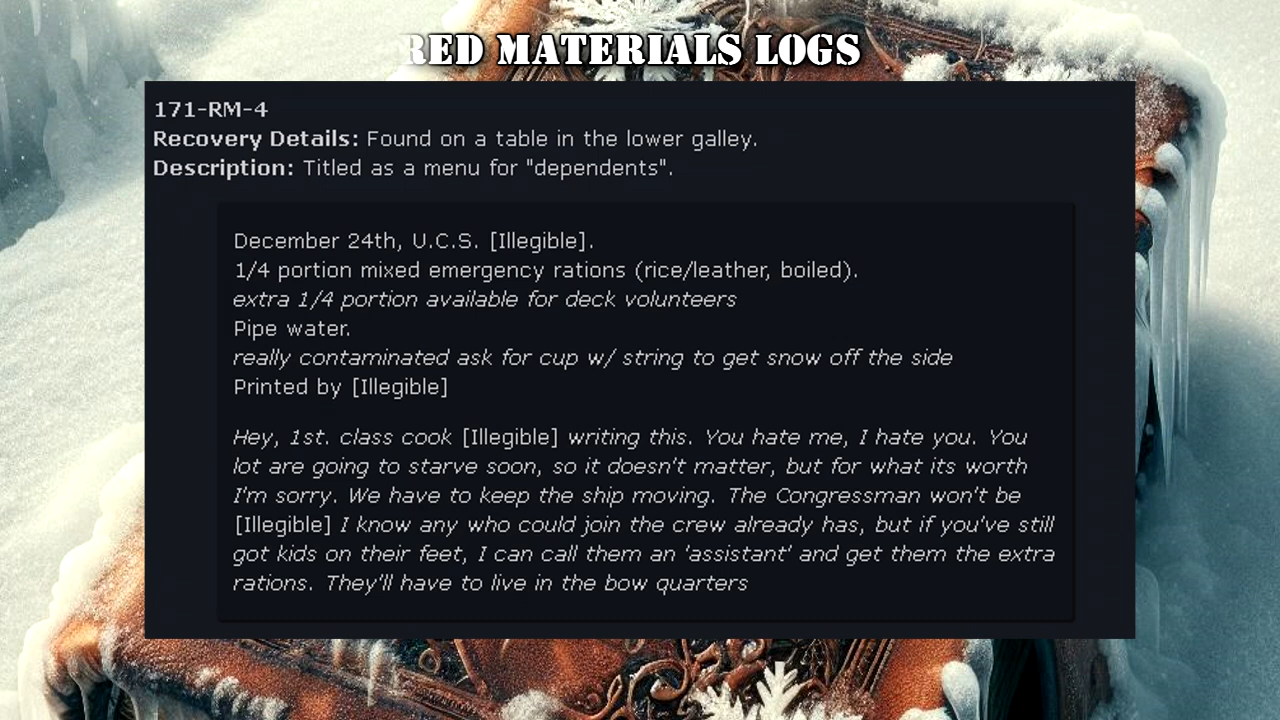 RED MATERIALS LOGS
171-RM-4
Recovery Details: Found on a table in the lower galley.
Description: Titled as a menu for "dependents".
December 24th, U.C.S. [Illegible].
1/4 portion mixed emergency rations (rice/leather, boiled).
extra 1/4 portion available for deck volunteers
Pipe water.
really contaminated ask for cup w/ string to get snow off the side
Printed by [Illegible]
Hey, 1st. class cook [Illegible] writing this. You hate me, I hate you. You
lot are going to starve soon, so it doesn't matter, but for what its worth
I'm sorry. We have to keep the ship moving. The Congressman won't be
[Illegible] I know any who could join the crew already has, but if you've still
got kids on their feet, I can call them an 'assistant' and get them the extra
rations. They'll have to live in the bow quarters